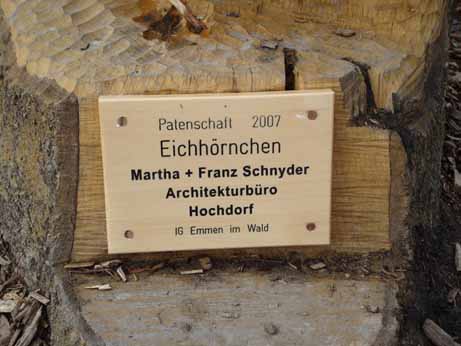 Patenschaft 2007
Eichhörnchen
Martha + Franz Schnyder
Architekturbüro
Hochdorf
IG Emmen im Wald